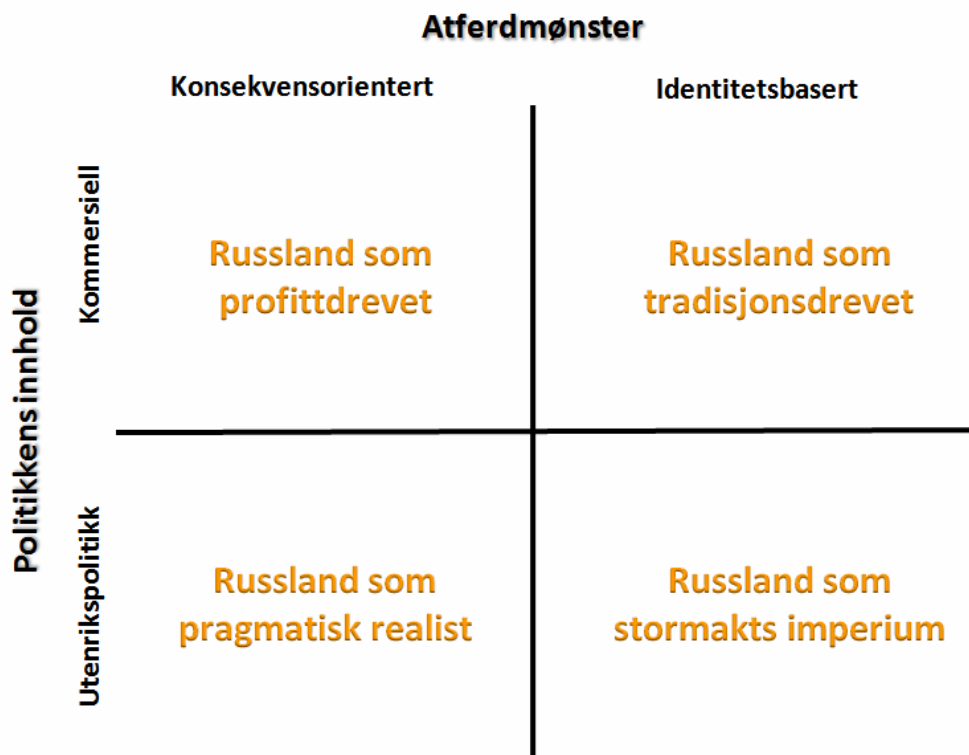 Atferdmønster
Konsekvensorientert
Identitetsbasert
Politikkens innhold
Kommersiell
Russland som
profittdrevet
Russland som
tradisjonsdrevet
Utenrikspolitikk
Russland som
pragmatisk realist
Russland som
stormakts imperium